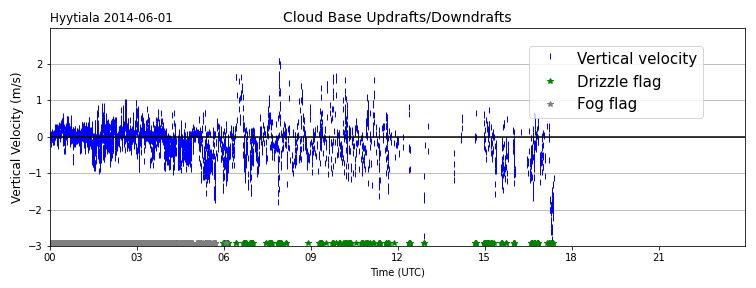 Hyytiala 2014-06-01
Cloud Base Updrafts/Downdrafts
Vertical Velocity (m/s)
2
1
0
−1
−2
−3
Vertical velocity
Drizzle flag
Fog flag
00 03 06 09 12 15 18 21
Time (UTC)